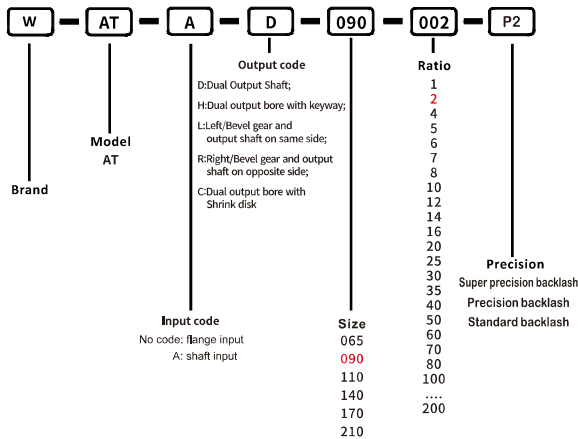 W AT A D 090 002 P2
Output code
D:Dual Output Shaft;
H:Dual output bore with keyway;
L:Left/Bevel gear and
output shaft on same side;
R:Right/Bevel gear and output
shaft on opposite side;
C:Dual output bore with
Shrink disk
Ratio
1
2
4
5
6
7
8
10
12
14
16
20
25
30
35
40
50
60
70
80
100
....
200
Model
AT
Brand
Precision
Super precision backlash
Precision backlash
Standard backlash
Input code
No code: flange input
A: shaft input
Size
065
090
110
140
170
210